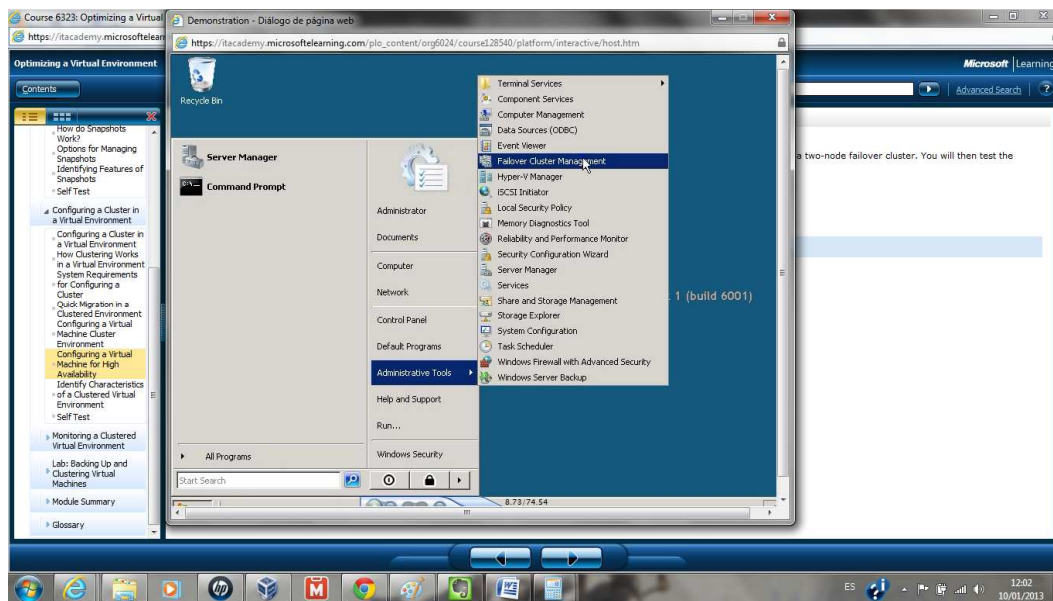 Course 6323: Optimizing a Virtual
https://itacademy.microsoftlearn
Optimizing a Virtual Environment
Microsoft | Learning
Contents
Advanced Search
?
How do Snapshots
Work?
Options for Managing
Snapshots
Identifying Features of
Snapshots
Self Test
Configuring a Cluster in
a Virtual Environment
Configuring a Cluster in
a Virtual Environment
How Clustering Works
in a Virtual Environment
System Requirements
for Configuring a
Cluster
Quick Migration in a
Clustered Environment
Configuring a Virtual
Machine Cluster
Environment
Configuring a Virtual
Machine for High
Availability
Identify Characteristics
of a Clustered Virtual
Environment
Self Test
Monitoring a Clustered
Virtual Environment
Lab: Backing Up and
Clustering Virtual
Machines
Module Summary
Glossary
a two-node failover cluster. You will then test the
Demonstration - Diálogo de página web
https://itacademy.microsoftelearning.com/plo_content/org6024/course128540/platform/interactive/host.htm
Recycle Bin
Server Manager
Command Prompt
All Programs
Start Search
Administrator
Documents
Computer
Network
Control Panel
Default Programs
Administrative Tools
Help and Support
Run...
Windows Security
Terminal Services
Component Services
Computer Management
Data Sources (ODBC)
Event Viewer
Failover Cluster Management
Hyper-V Manager
iSCSI Initiator
Local Security Policy
Memory Diagnostics Tool
Reliability and Performance Monitor
Security Configuration Wizard
Server Manager
Services
Share and Storage Management
Storage Explorer
System Configuration
Task Scheduler
Windows Firewall with Advanced Security
Windows Server Backup
1 (build 6001)
8.73/74.54
ES
12:02
10/01/2013